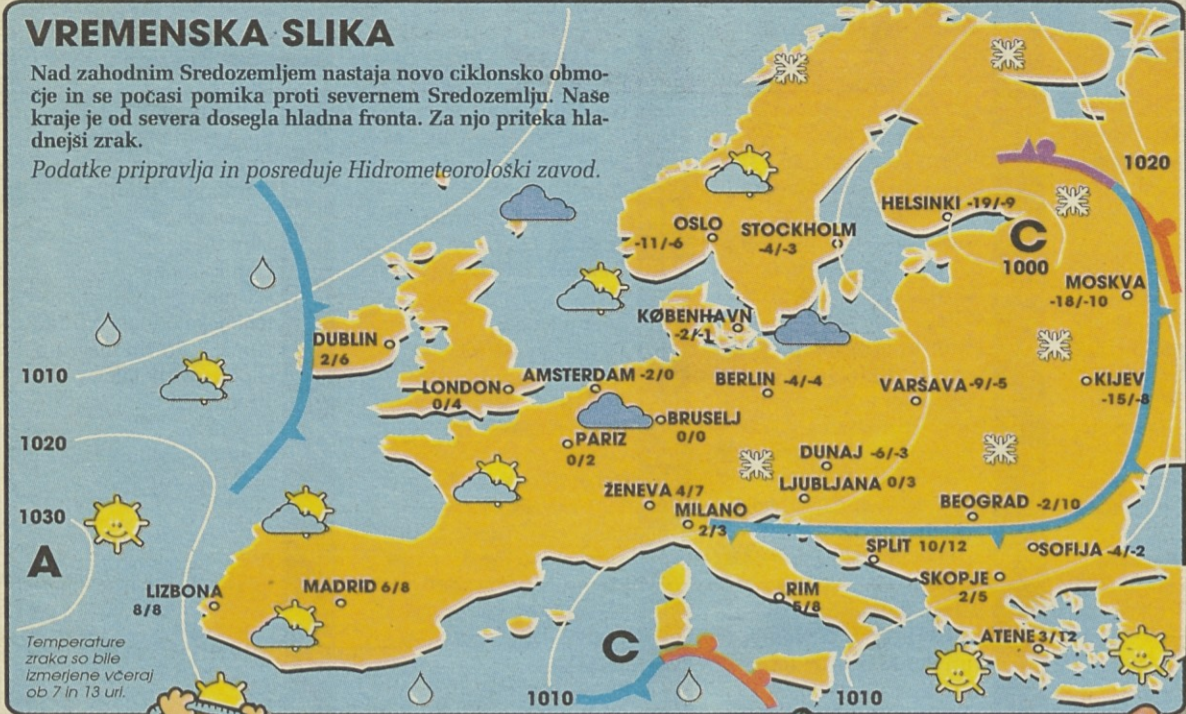 VREMENSKA SLIKA
Nad zahodnim Sredozemljem nastaja novo ciklonsko obmo-
čje in se počasi pomika proti severnem Sredozemlju. Naše
kraje je od severa dosegla hladna fronta. Za njo priteka hla-
dnejši zrak.
Podatke pripravlja in posreduje Hidrometeorološki zavod.
1020
HELSINKI -19/-9
OSLO
-11/-6
STOCKHOLM
-4/-3
C
1000
MOSKVA
-18/-10
KØBENHAVN
-2/-1
DUBLIN
2/6
1010
LONDON
0/4
AMSTERDAM -2/0
BERLIN -4/-4
VARŠAVA -9/-5
KIJEV
-15/-8
BRUSELJ
0/0
1020
PARIZ
0/2
DUNAJ -6/-3
LJUBLJANA 0/3
ŽENEVA 4/7
MILANO
2/3
BEOGRAD -2/10
1030
A
SPLIT 10/12
SOFIJA -4/-2
SKOPJE
2/5
LIZBONA
8/8
MADRID 6/8
RIM
5/8
ATENE 3/12
C
Temperature
zraka so bile
izmerjene včeraj
ob 7 in 13 uri.
1010
1010